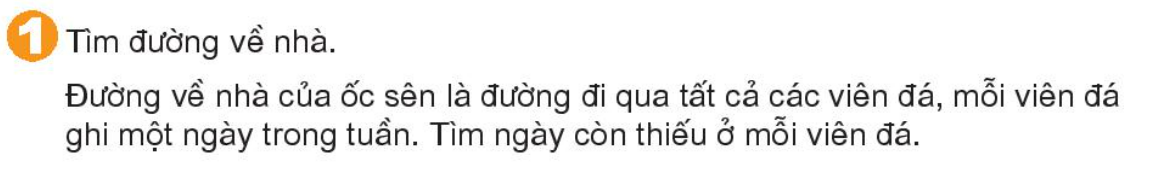 1 Tìm đường về nhà.
Đường về nhà của ốc sên là đường đi qua tất cả các viên đá, mỗi viên đá
ghi một ngày trong tuần. Tìm ngày còn thiếu ở mỗi viên đá.